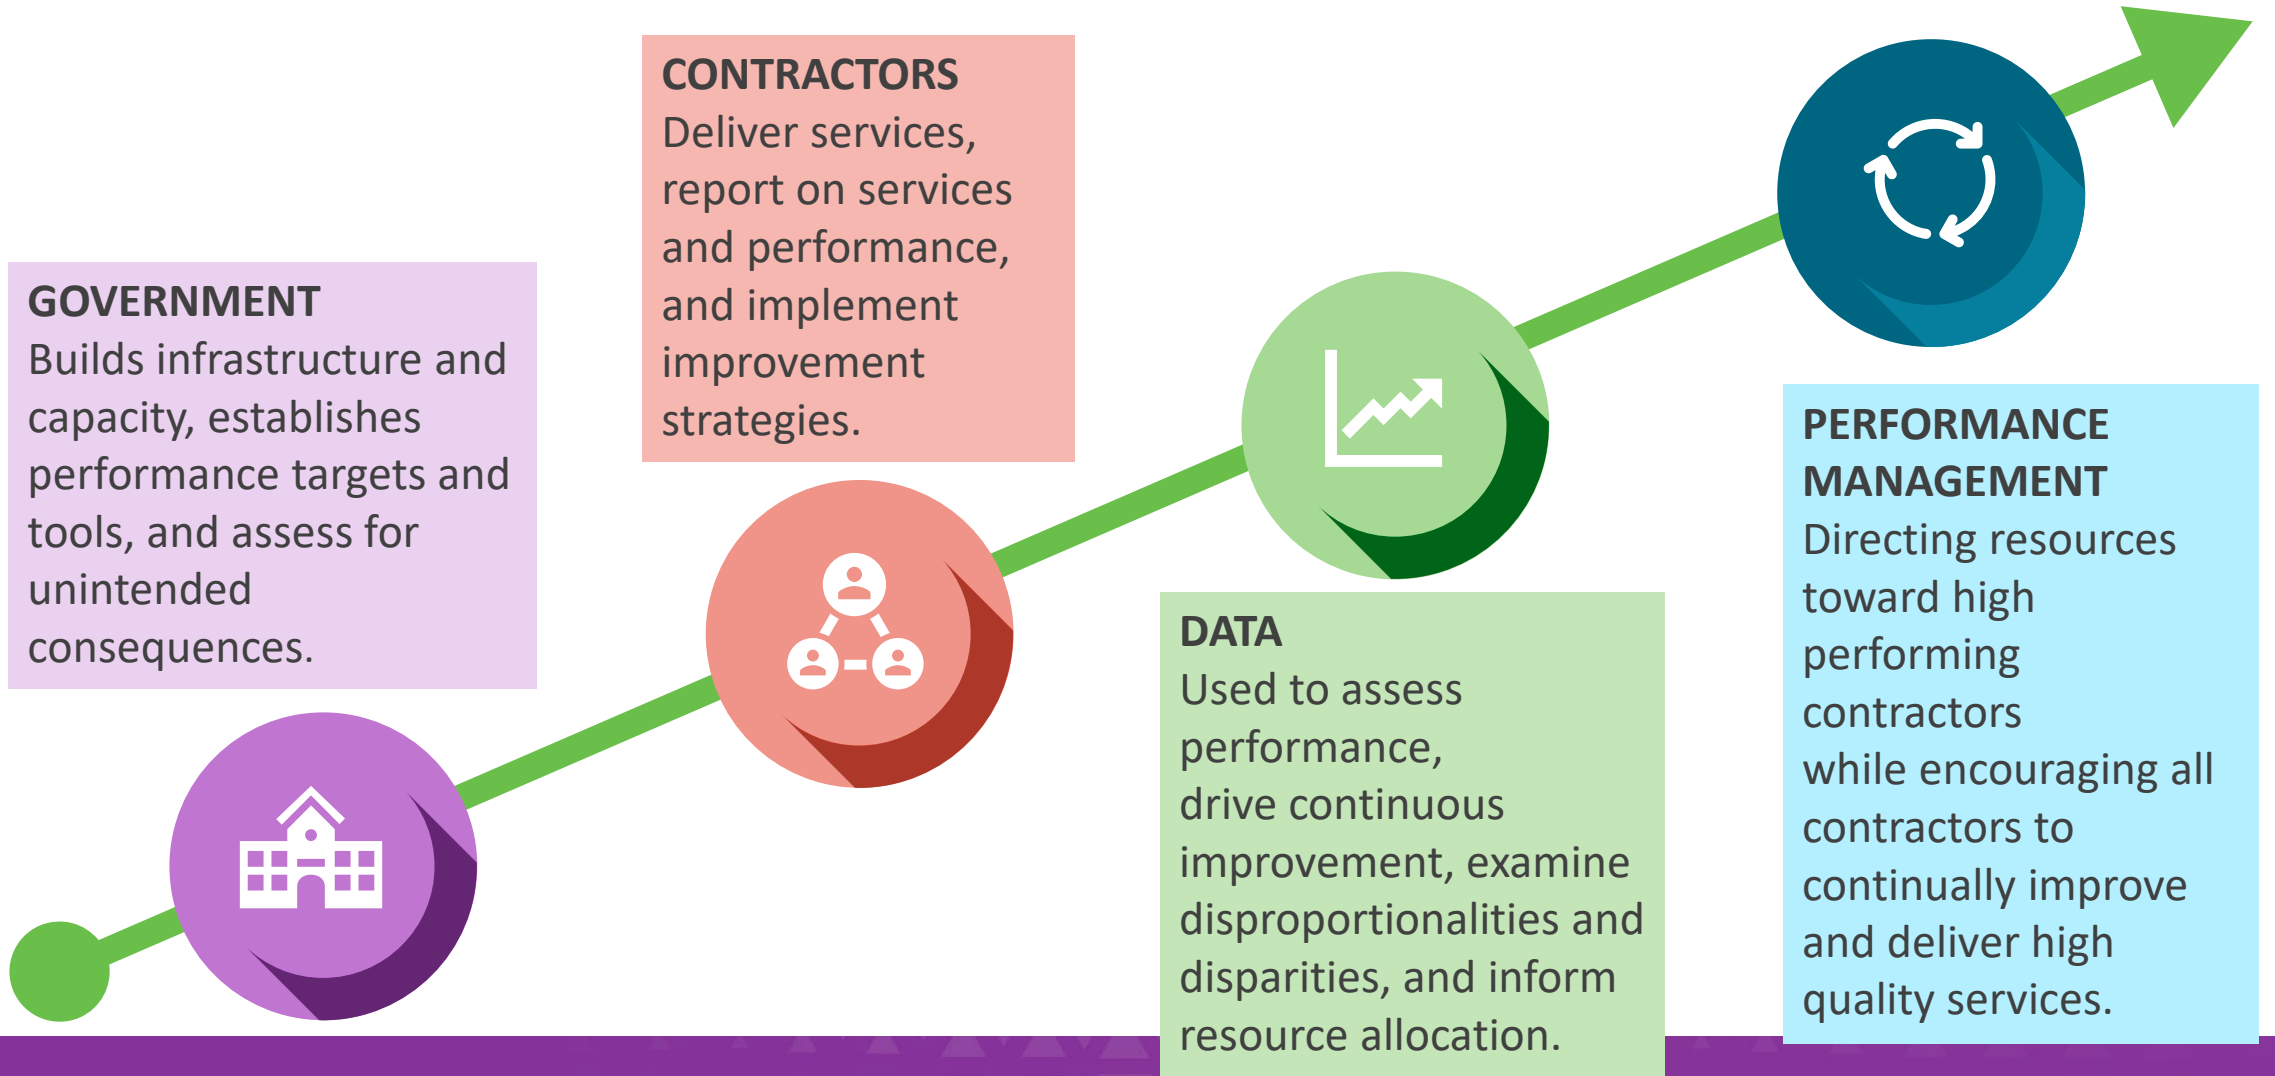 GOVERNMENT
Builds infrastructure and
capacity, establishes
performance targets and
tools, and assess for
unintended
consequences.
CONTRACTORS
Deliver services,
report on services
and performance,
and implement
improvement
strategies.
DATA
Used to assess
performance,
drive continuous
improvement, examine
disproportionalities and
disparities, and inform
resource allocation.
PERFORMANCE
MANAGEMENT
Directing resources
toward high
performing
contractors
while encouraging all
contractors to
continually improve
and deliver high
quality services.